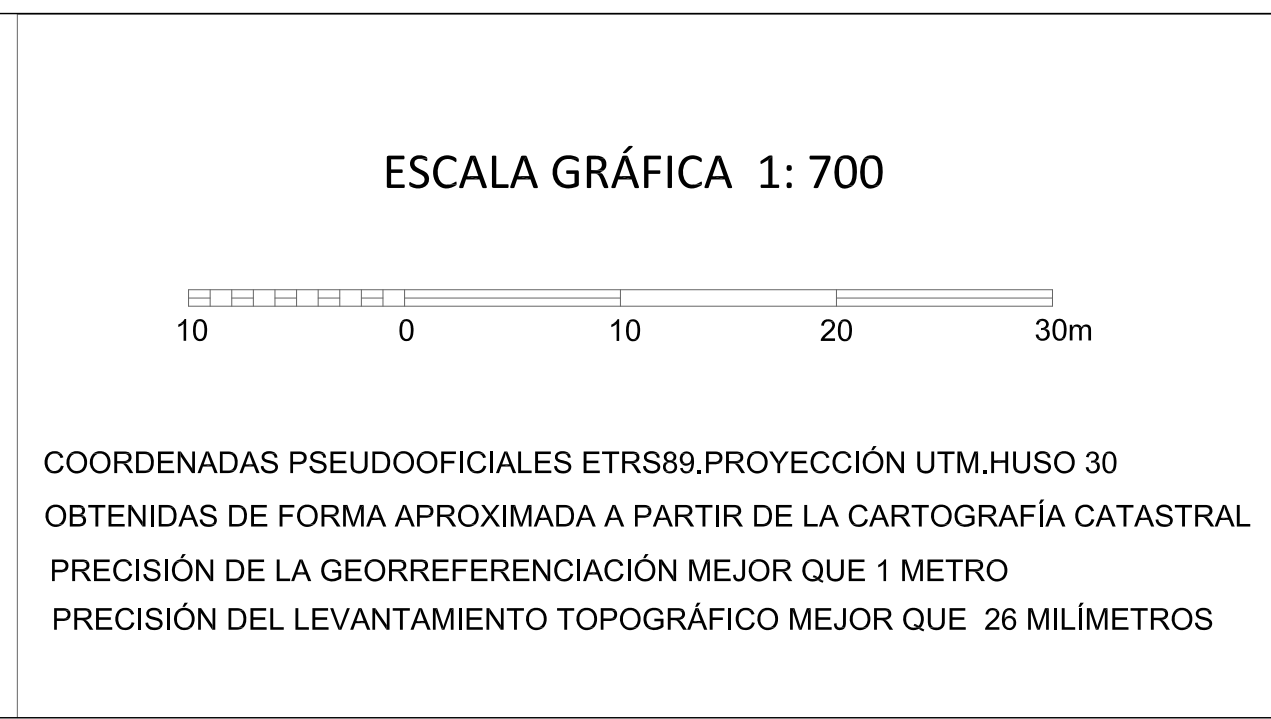 ESCALA GRÁFICA 1: 700
10 0 10 20 30m
COORDENADAS PSEUDOOFICIALES ETRS89.PROYECCIÓN UTM.HUSO 30
OBTENIDAS DE FORMA APROXIMADA A PARTIR DE LA CARTOGRAFÍA CATASTRAL
PRECISIÓN DE LA GEORREFERENCIACIÓN MEJOR QUE 1 METRO
PRECISIÓN DEL LEVANTAMIENTO TOPOGRÁFICO MEJOR QUE 26 MILÍMETROS